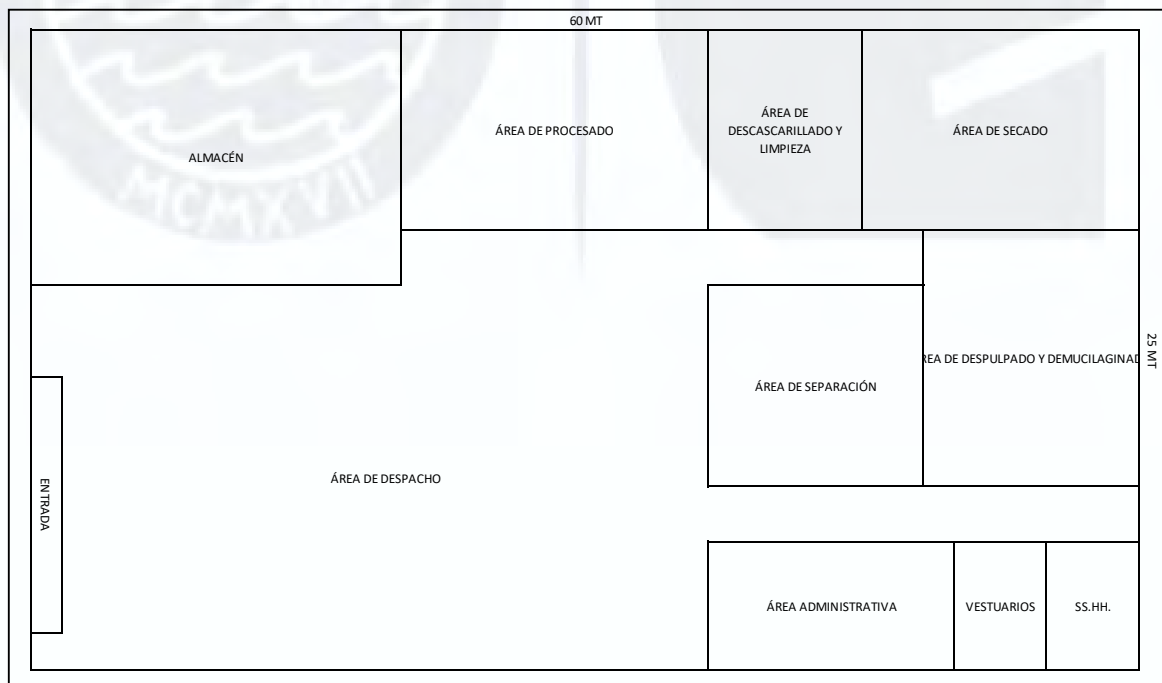 60 MT
ÁREA DE PROCESADO
ÁREA DE
DESCASCARILLADO Y
LIMPIEZA
ÁREA DE SECADO
ALMACÉN
MCMXVII
25 MT
REA DE DESPULPADO Y DEMUCILAGINAD
ÁREA DE SEPARACIÓN
ÁREA DE DESPACHO
ENTRADA
ÁREA ADMINISTRATIVA
VESTUARIOS
SS.HH.